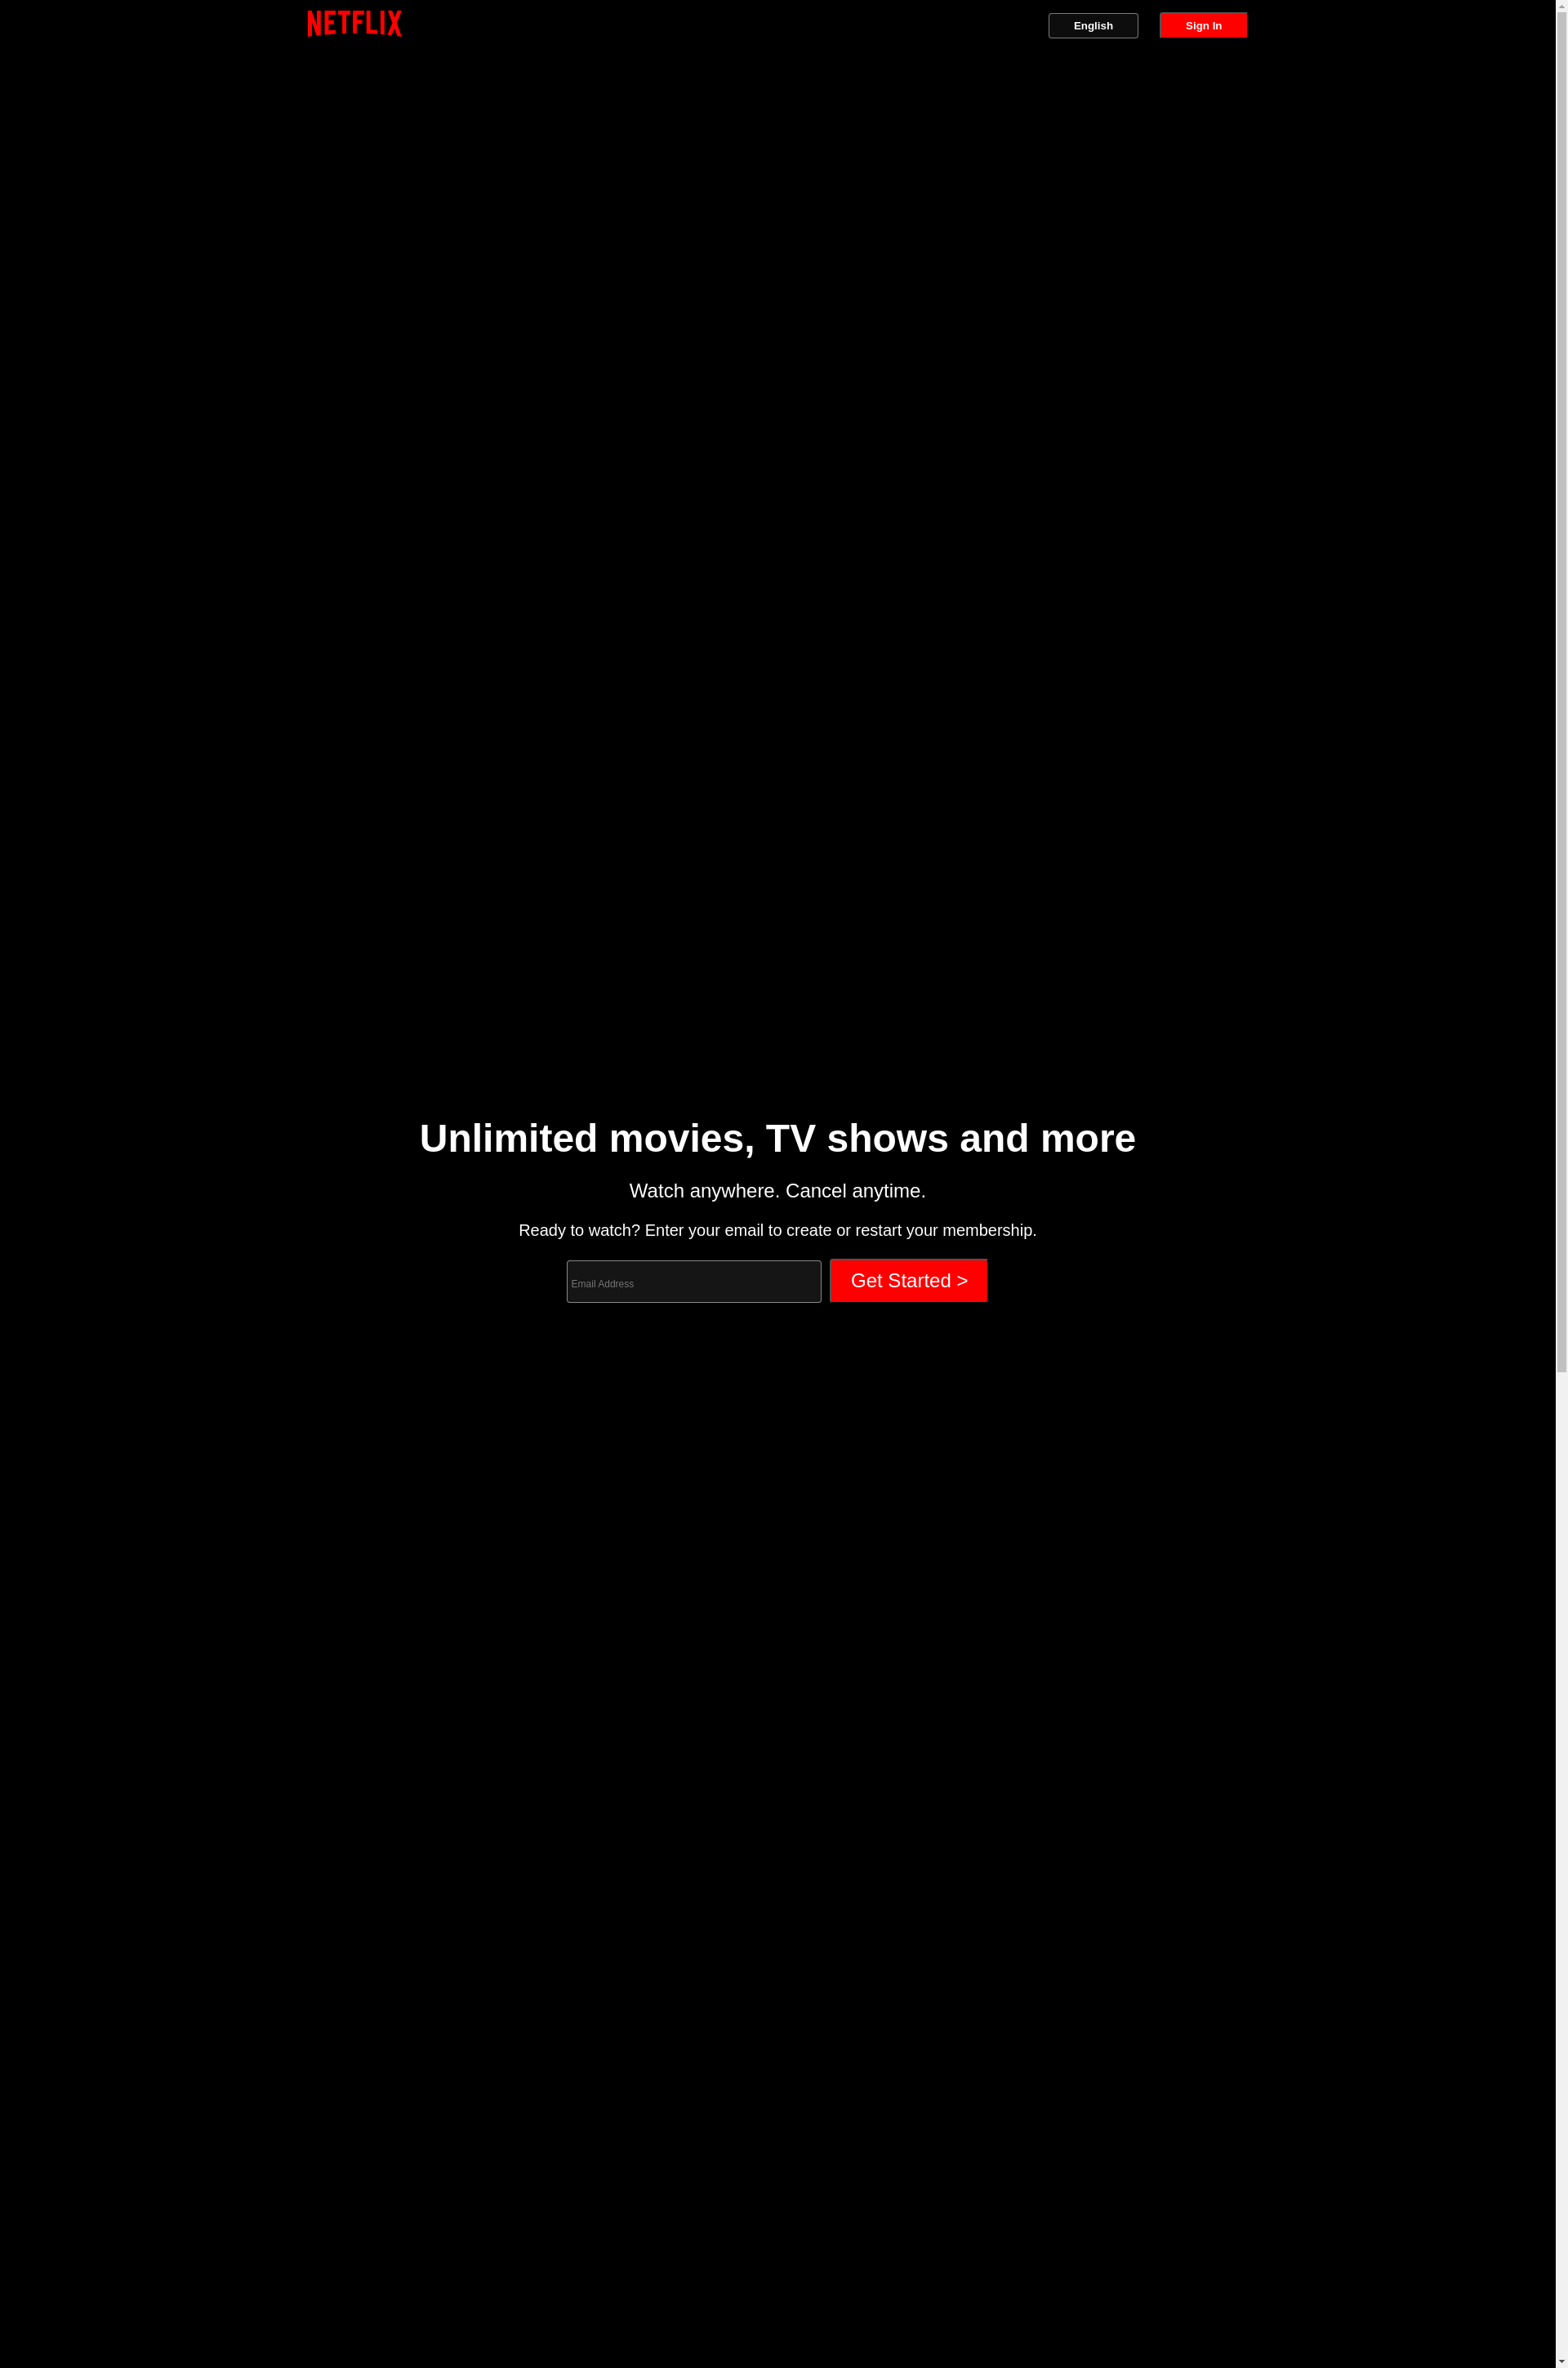 NETFLIX
English
Sign In
Unlimited movies, TV shows and more
Watch anywhere. Cancel anytime.
Ready to watch? Enter your email to create or restart your membership.
Email Address
Get Started >